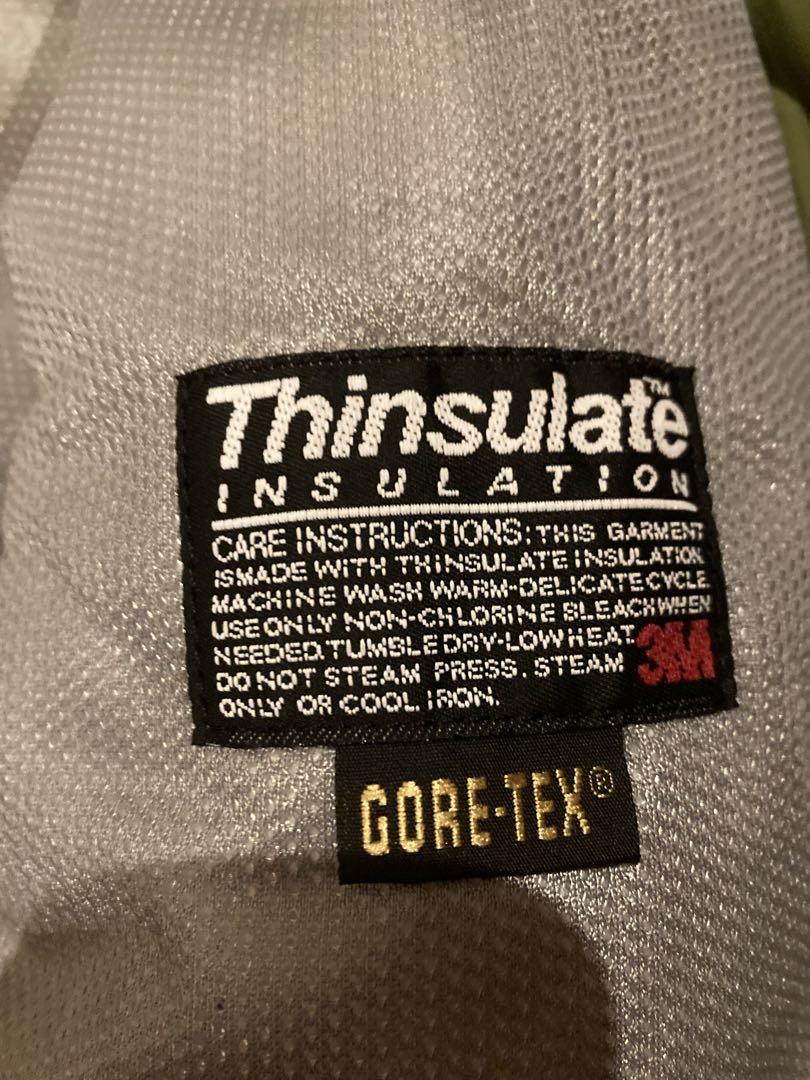 Thinsulate™
INSULATION
CARE INSTRUCTIONS: THIS GARMENT
IS MADE WITH THINSULATE INSULATION.
MACHINE WASH WARM-DELICATE CYCLE.
USE ONLY NON-CHLORINE BLEACH WHEN
NEEDED. TUMBLE DRY-LOW HEAT
DO NOT STEAM PRESS. STEAM
ONLY OR COOL IRON.
3M
GORE-TEX®